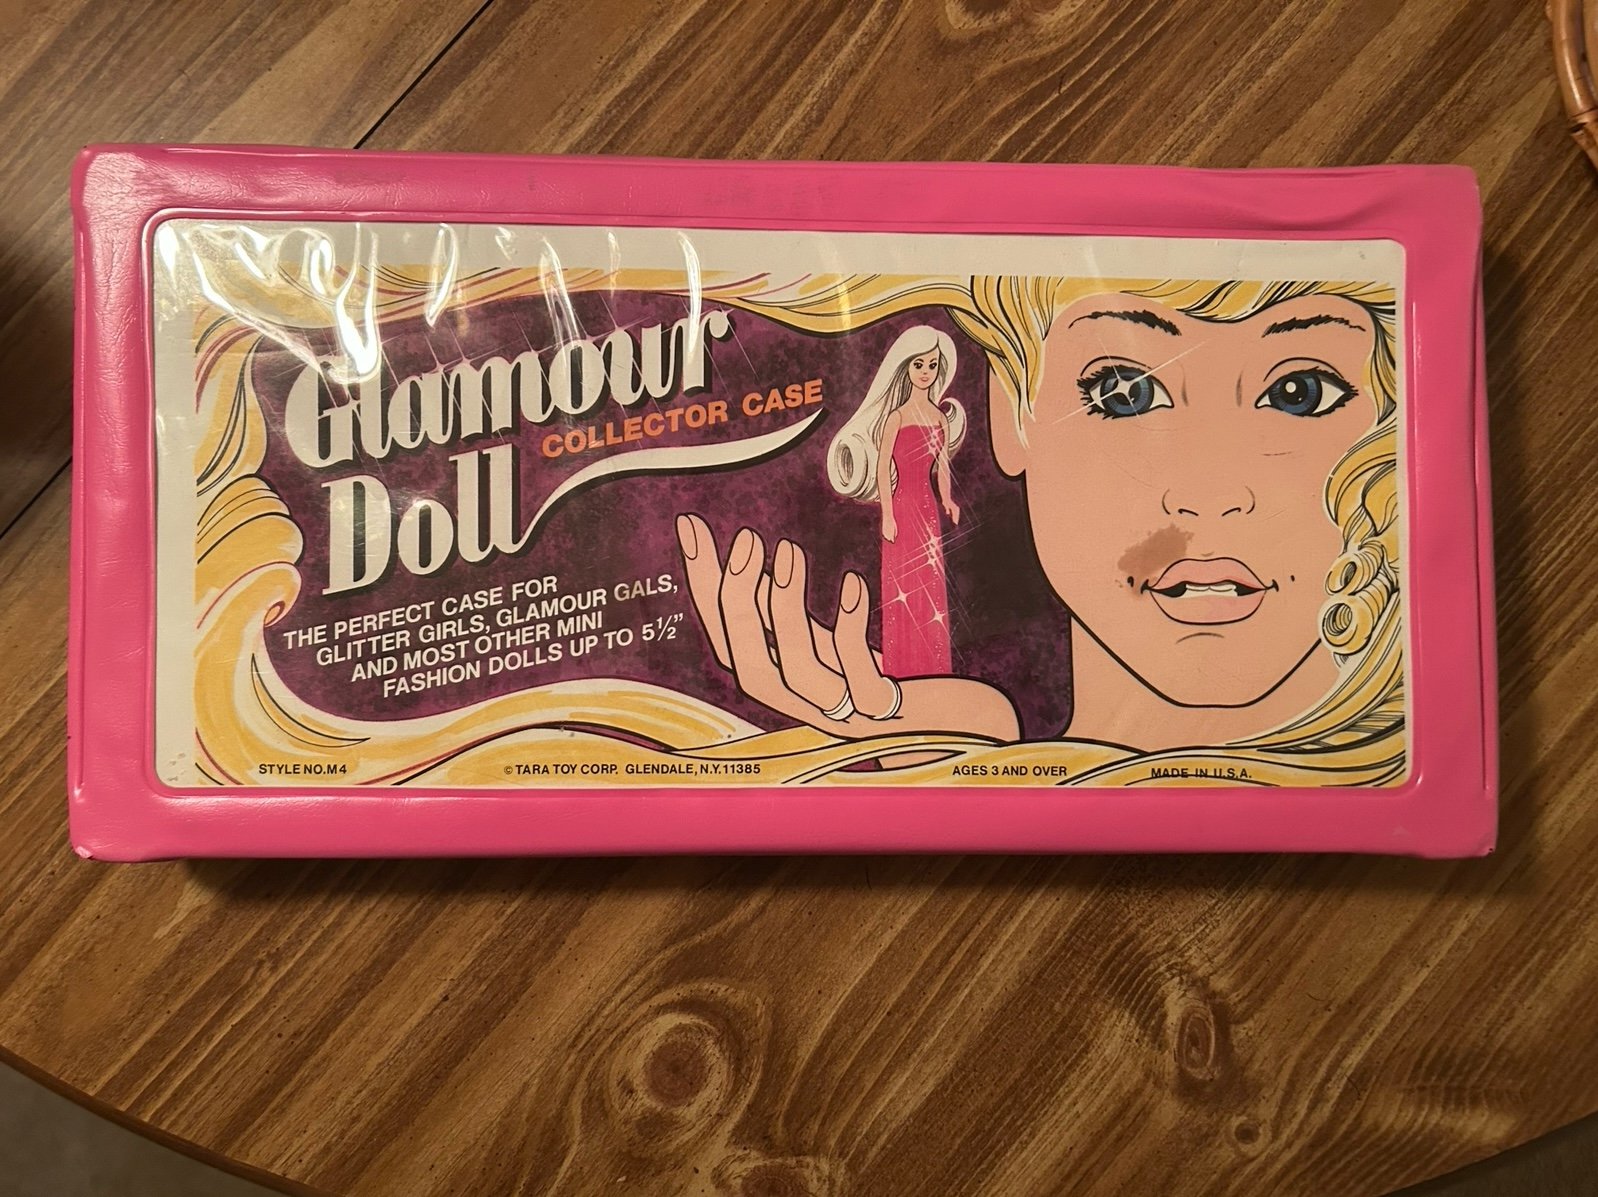 Glamour
COLLECTOR CASE
Doll
THE PERFECT CASE FOR
GLITTER GIRLS, GLAMOUR GALS,
AND MOST OTHER MINI
FASHION DOLLS UP TO 5½”
STYLE NO.M4
© TARA TOY CORP. GLENDALE, N.Y. 11385
AGES 3 AND OVER
MADE IN U.S.A.